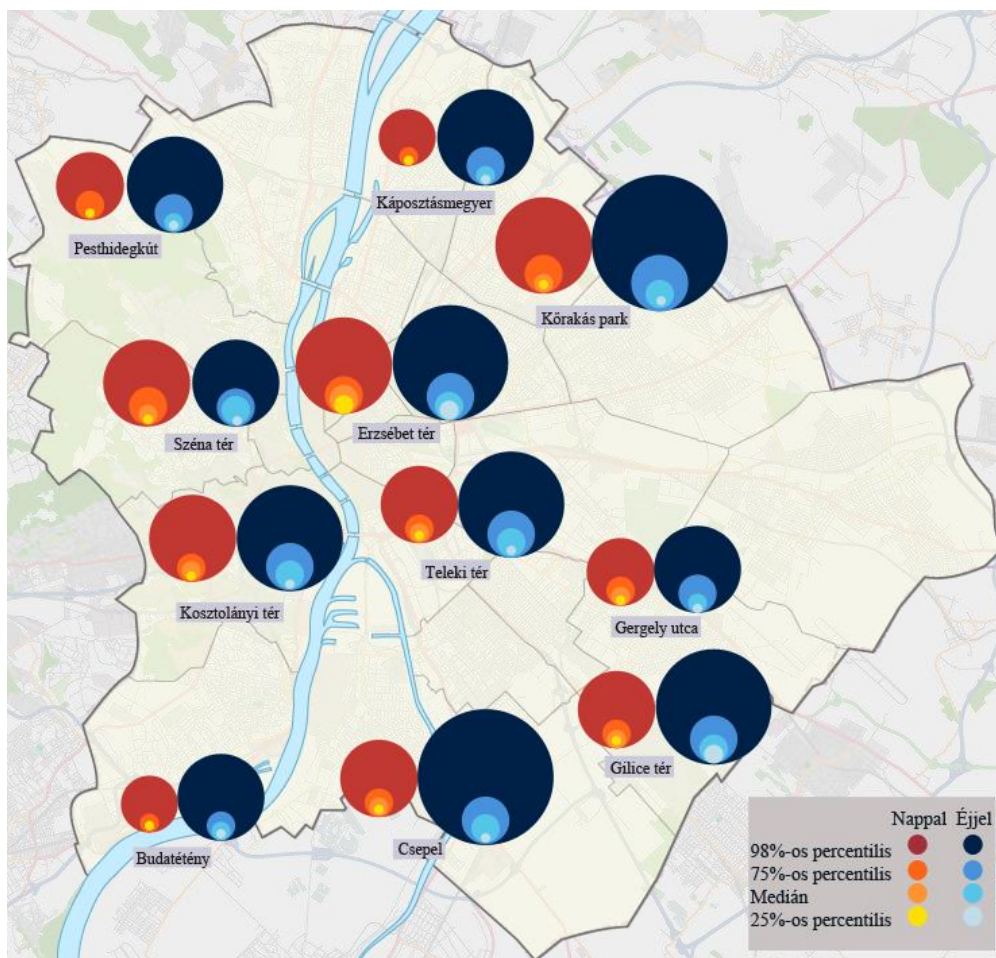 Káposztásmegyer
Pesthidegkút
Kőrakás park
Széna tér
Erzsébet tér
Teleki tér
Kosztolányi tér
Gergely utca
Gilice tér
Csepel
Budatétény
Nappal Éjjel
98%-os percentilis
75%-os percentilis
Medián
25%-os percentilis